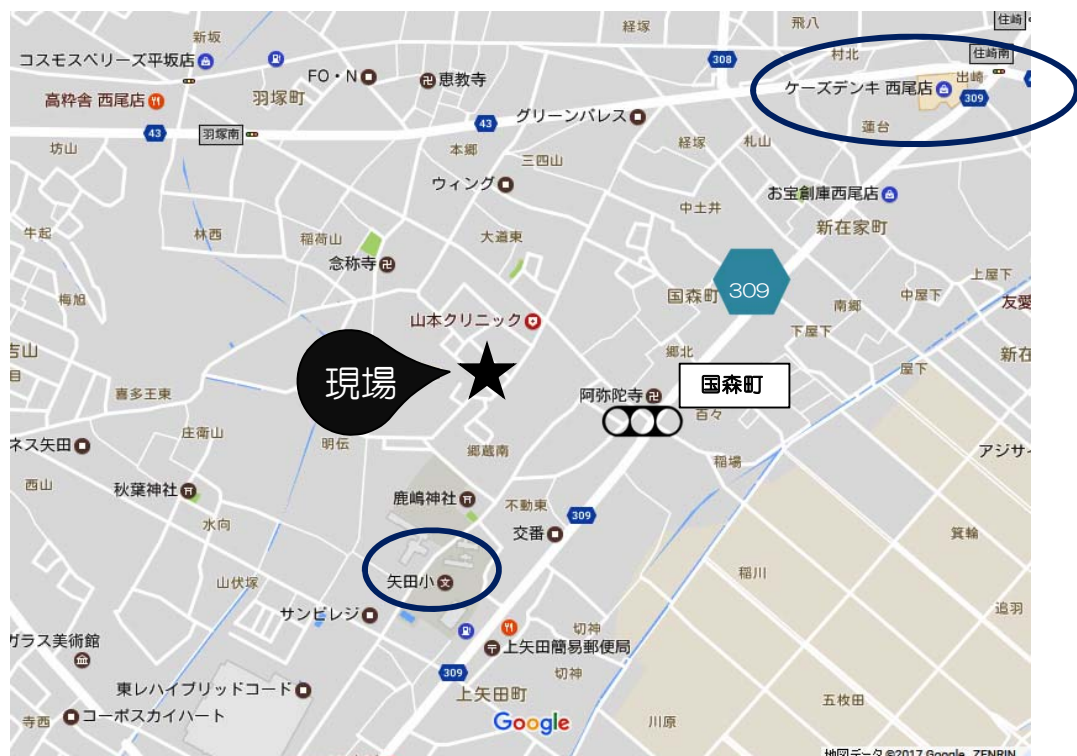 経塚
飛八
住崎
新坂
コスモスベリーズ平坂店
308
村北
住崎南
FO・N
恵教寺
ケーズデンキ 西尾店
出崎
309
高粋舎 西尾店
羽塚町
グリーンパレス
蓮台
43
羽塚南
43
坊山
本郷
三四山
経塚
札山
ウィング
お宝創庫西尾店
中土井
新在家町
牛起
林西
稲荷山
大道東
念称寺
上屋下
梅旭
国森町
309
南郷
中屋下
友愛
山本クリニック
下屋下
吉山
郷北
新在
目
現場
屋下
喜多王東
阿弥陀寺
国森町
百々
庄衛山
明伝
郷蔵南
ネス矢田
稲場
アジサイ
西山
秋葉神社
鹿嶋神社
不動東
309
水向
交番
箕輪
矢田小
稲川
山伏塚
追羽
サンビレジ
切神
ガラス美術館
上矢田簡易郵便局
309
切神
東レハイブリッドコード
上矢田町
五枚田
寺西
コーポスカイハート
Google
川原
地図データ ©2017 Google, ZENRIN